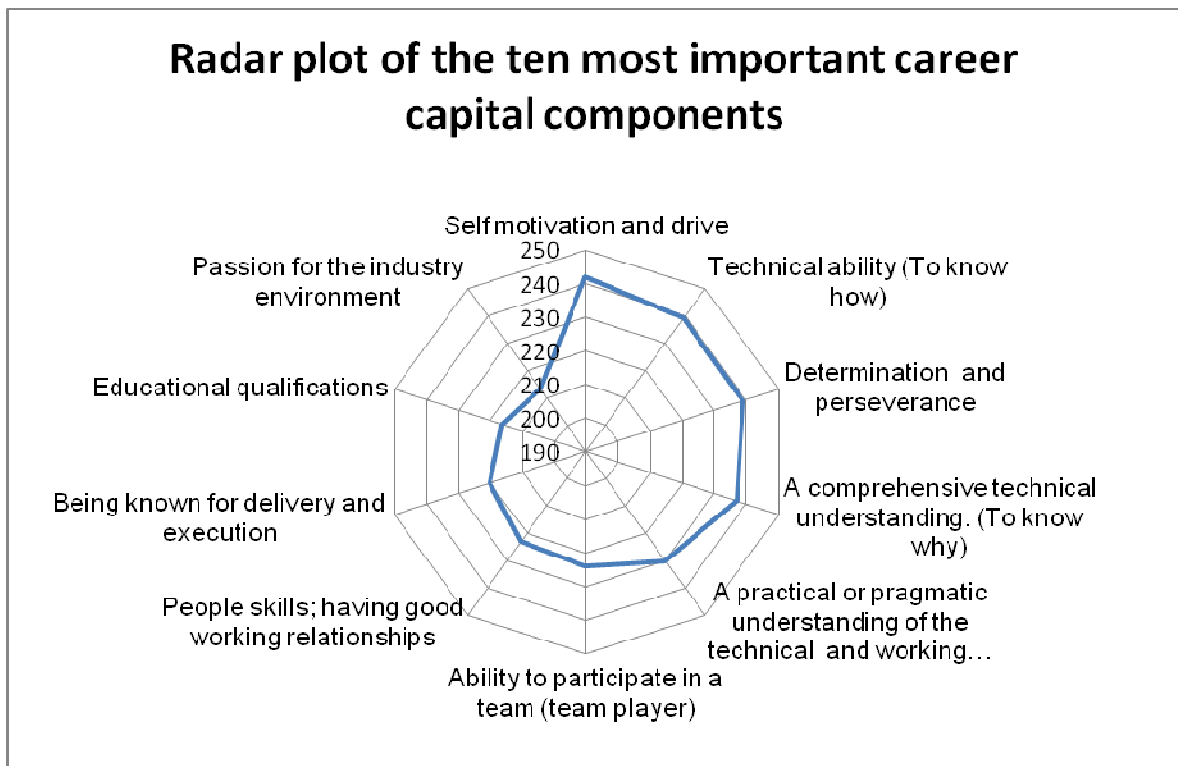 Radar plot of the ten most important career
capital components
Self motivation and drive
250
240
230
220
210
200
190
Technical ability (To know
how)
Determination and
perseverance
A comprehensive technical
understanding. (To know
why)
A practical or pragmatic
understanding of the
technical and working…
Ability to participate in a
team (team player)
People skills; having good
working relationships
Being known for delivery and
execution
Educational qualifications
Passion for the industry
environment